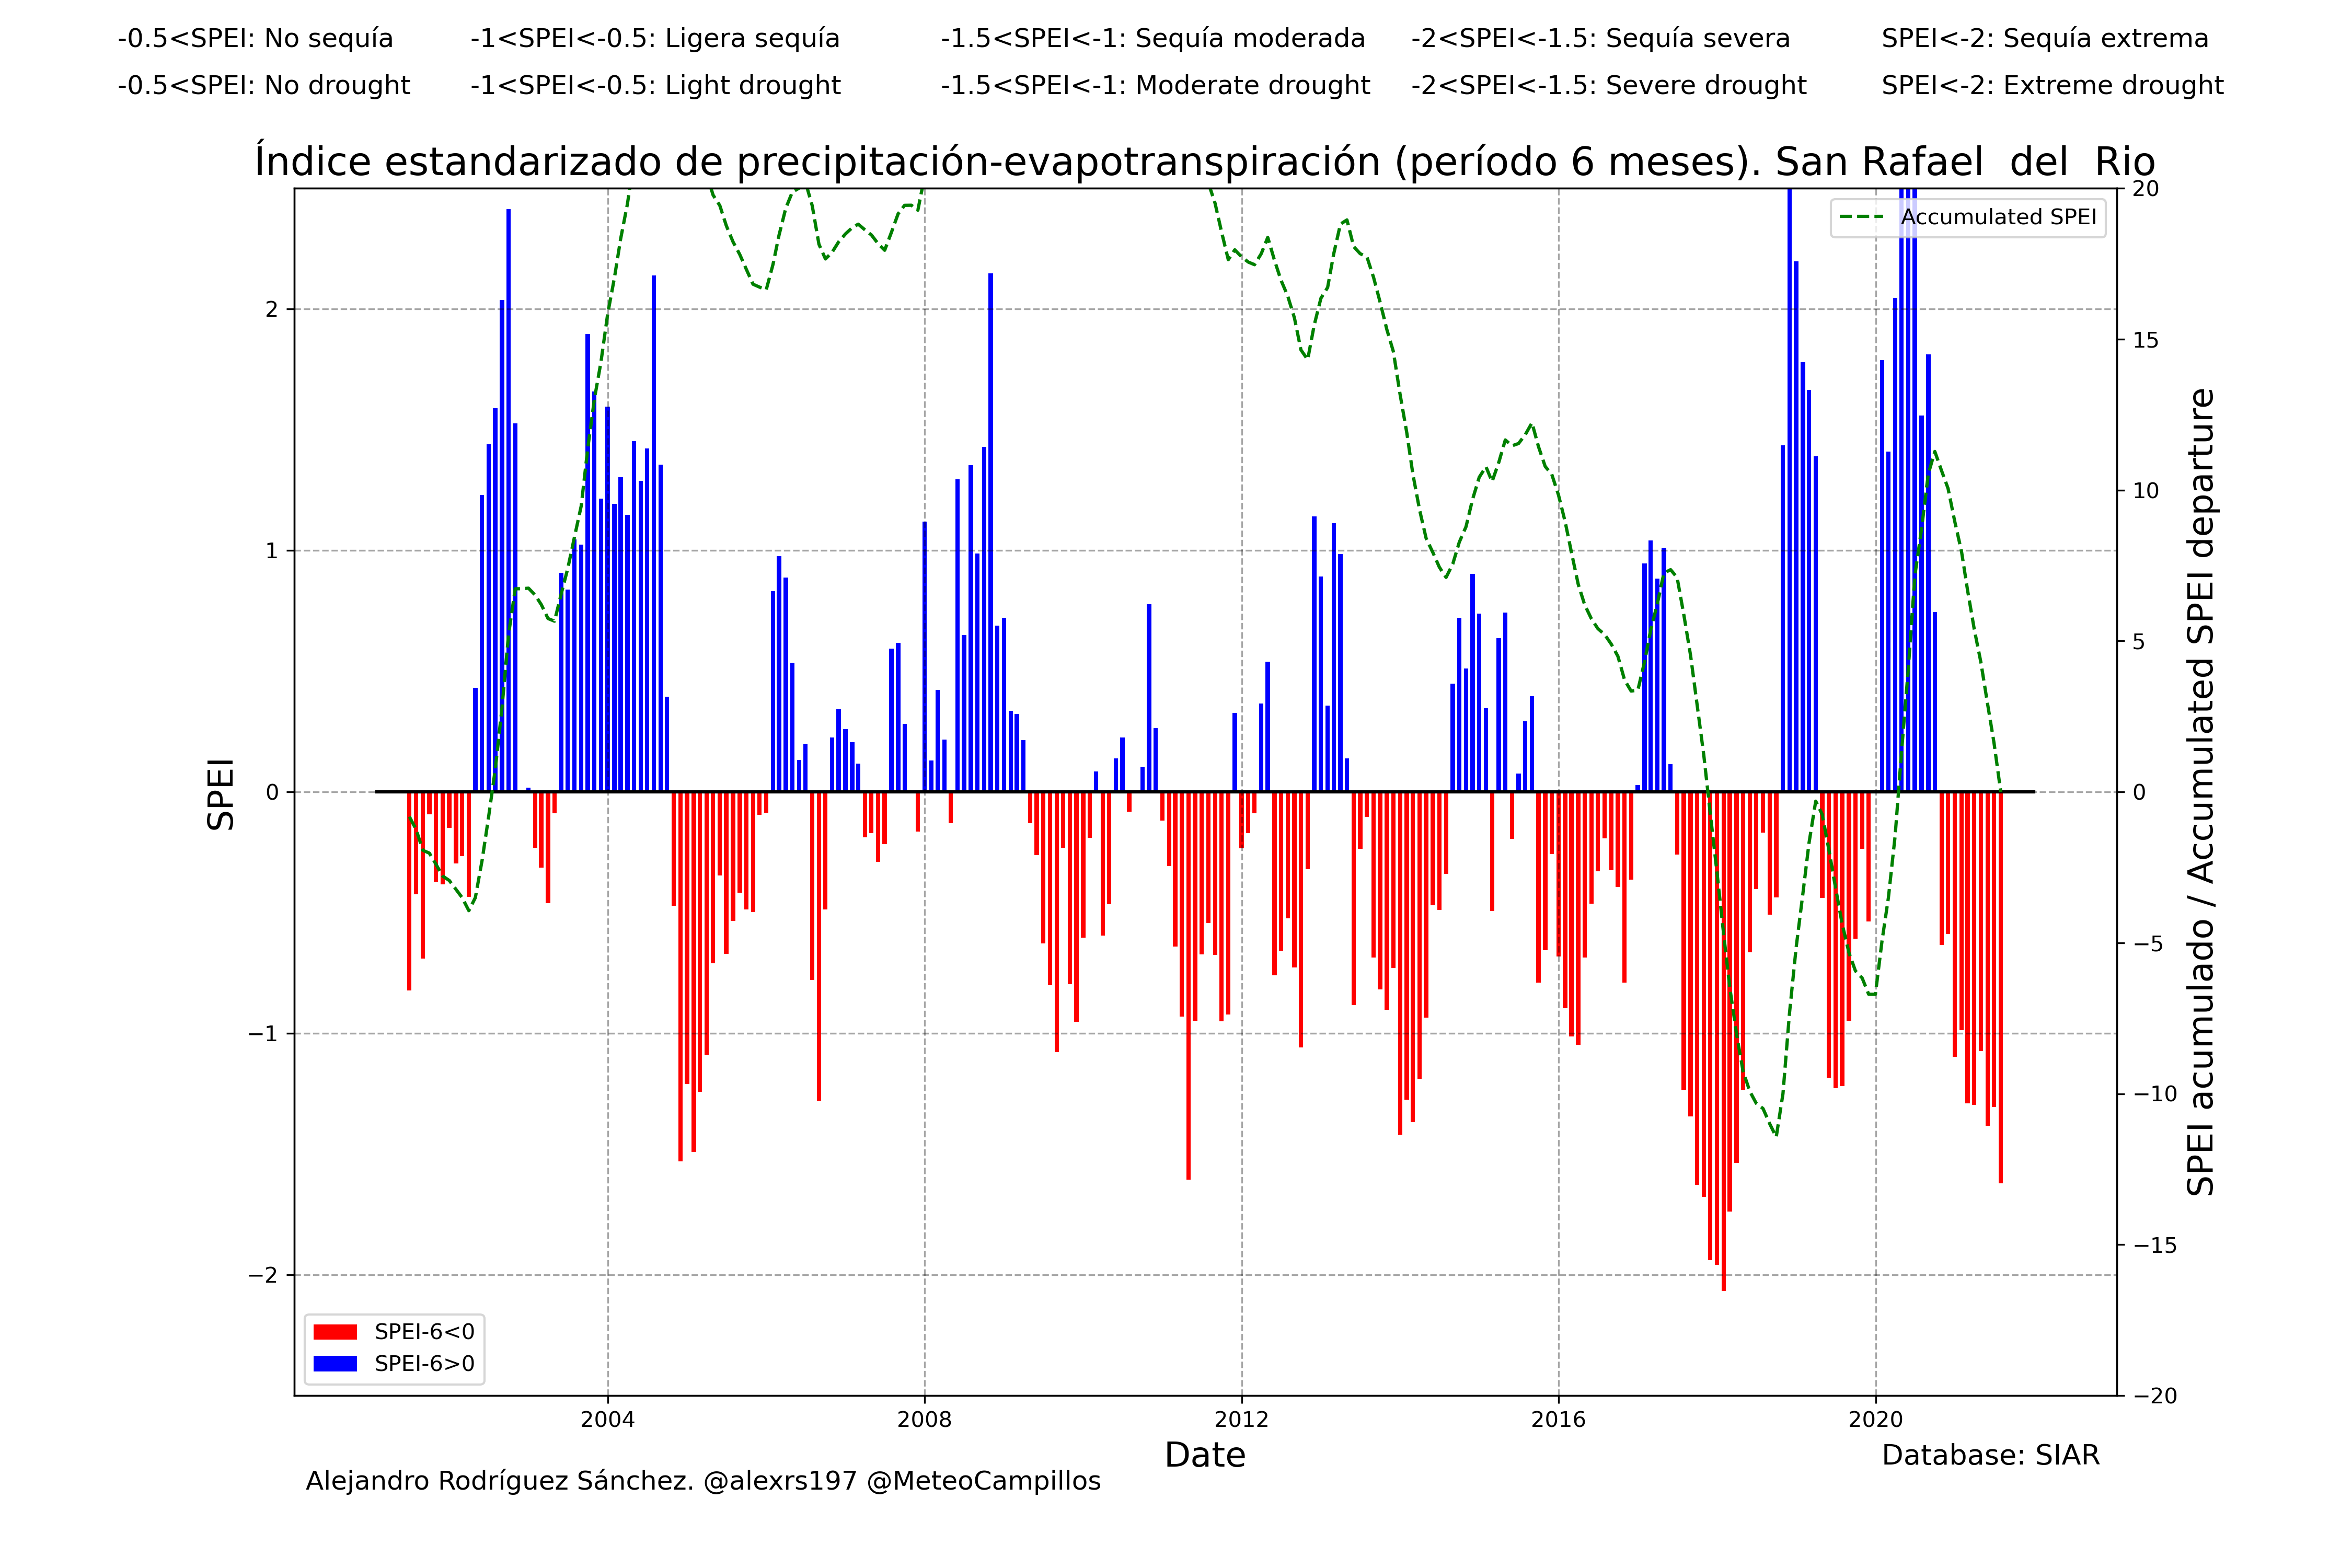 -0.5<SPEI: No sequía -1<SPEI<-0.5: Ligera sequía -1.5<SPEI<-1: Sequía moderada -2<SPEI<-1.5: Sequía severa SPEI<-2: Sequía extrema
-0.5<SPEI: No drought -1<SPEI<-0.5: Light drought -1.5<SPEI<-1: Moderate drought -2<SPEI<-1.5: Severe drought SPEI<-2: Extreme drought
Índice estandarizado de precipitación-evapotranspiración (período 6 meses). San Rafael  del  Rio
Accumulated SPEI
2
1
0
−1
−2
SPEI
20
15
10
5
0
−5
−10
−15
−20
SPEI acumulado / Accumulated SPEI departure
SPEI-6<0
SPEI-6>0
2004 2008 2012 2016 2020
Date
Database: SIAR
Alejandro Rodríguez Sánchez. @alexrs197 @MeteoCampillos